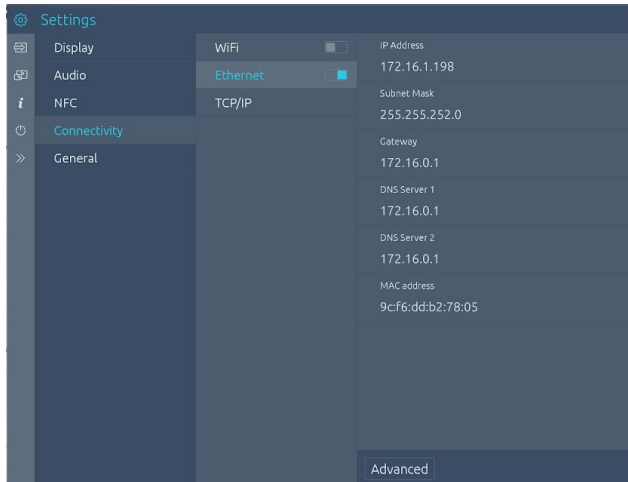 Settings
Display
Audio
NFC
Connectivity
General
WiFi
Ethernet
TCP/IP
IP Address
172.16.1.198
Subnet Mask
255.255.252.0
Gateway
172.16.0.1
DNS Server 1
172.16.0.1
DNS Server 2
172.16.0.1
MAC address
9c:f6:dd:b2:78:05
Advanced